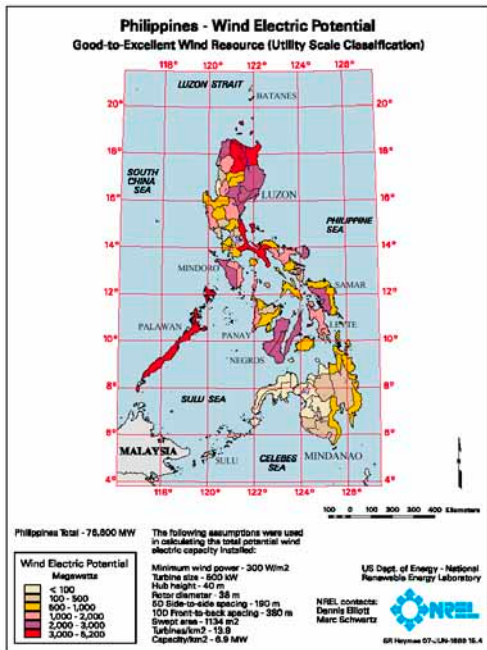 Philippines - Wind Electric Potential
Good-to-Excellent Wind Resource (Utility Scale Classification)
118° 120° 122° 124° 126°
LUZON STRAIT
BATANES
20° 20°
18° 18°
SOUTH
CHINA
SEA
LUZON
16° 16°
PHILIPPINE
SEA
14° 14°
MINDORO
SAMAR
12° 12°
PALAWAN
PANAY
LEYTE
10° 10°
NEGROS
8° 8°
SULU SEA
6° 6°
MALAYSIA
SULU
CELEBES
SEA
MINDANAO
4° 4°
118° 120° 122° 124° 126°
100 0 100 200 300 400 Kilometers
Philippines Total - 76,600 MW
The following assumptions were used
in calculating the total potential wind
electric capacity installed:
Wind Electric Potential
Megawatts
< 100
100 - 500
500 - 1,000
1,000 - 2,000
2,000 - 3,000
3,000 - 5,200
Minimum wind power - 300 W/m2
Turbine size - 500 kW
Hub height - 40 m
Rotor diameter - 38 m
5D Side-to-side spacing - 190 m
10D Front-to-back spacing - 380 m
Swept area - 1134 m2
Turbines/km2 - 13.9
Capacity/km2 - 6.9 MW
US Dept. of Energy - National
Renewable Energy Laboratory
NREL contacts:
Dennis Elliott
Marc Schwartz
NREL